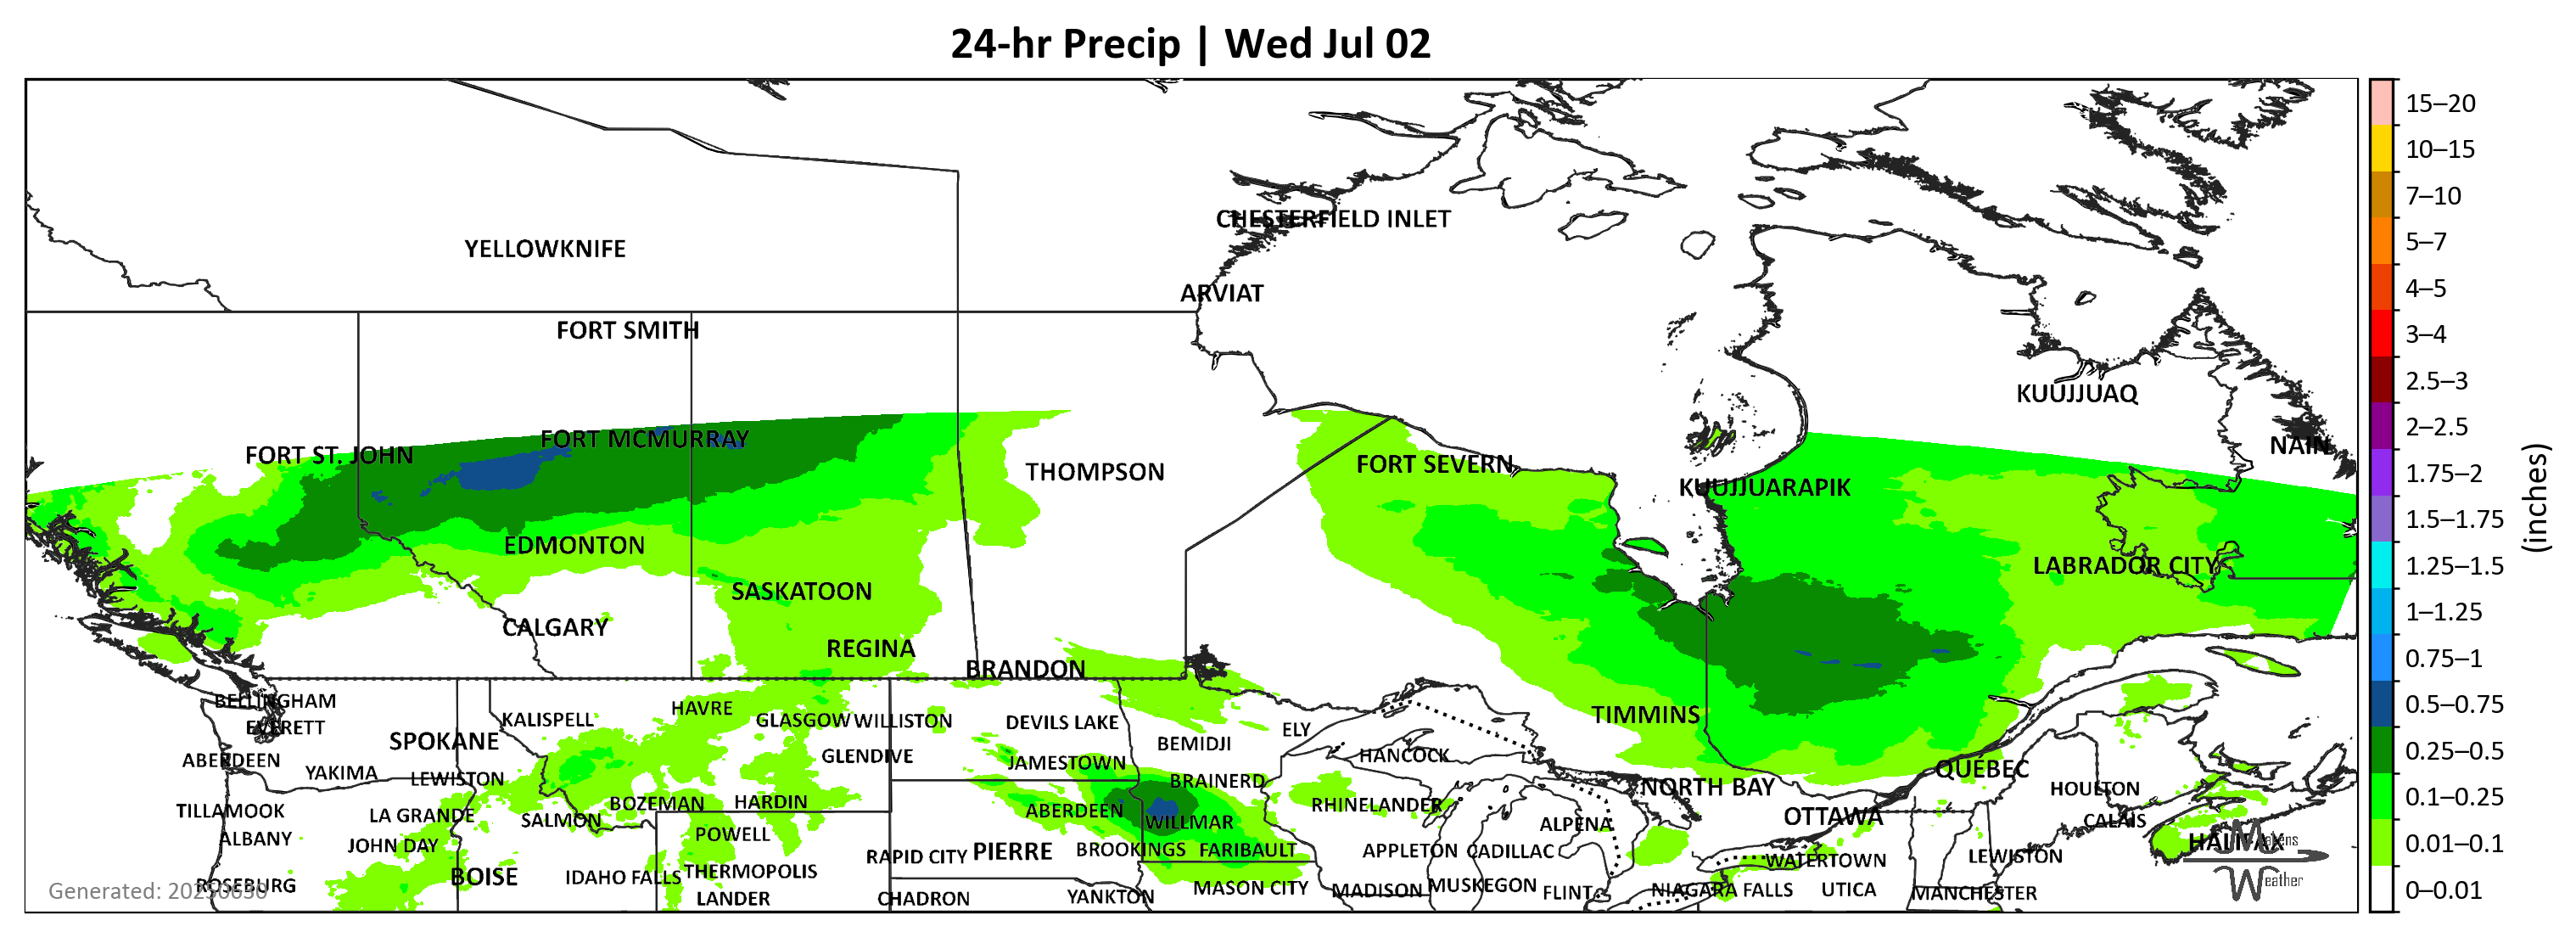 24-hr Precip | Wed Jul 02
15–20
10–15
7–10
5–7
4–5
3–4
2.5–3
2–2.5
1.75–2
1.5–1.75
1.25–1.5
1–1.25
0.75–1
0.5–0.75
0.25–0.5
0.1–0.25
0.01–0.1
0–0.01
(inches)
CHESTERFIELD INLET
YELLOWKNIFE
ARVIAT
FORT SMITH
KUUJJUAQ
FORT MCMURRAY
NAIN
FORT ST. JOHN
FORT SEVERN
THOMPSON
KUUJJUARAPIK
EDMONTON
LABRADOR CITY
SASKATOON
CALGARY
REGINA
BRANDON
BELLINGHAM
HAVRE
TIMMINS
KALISPELL
GLASGOW
WILLISTON
DEVILS LAKE
EVERETT
ELY
SPOKANE
BEMIDJI
HANCOCK
GLENDIVE
ABERDEEN
JAMESTOWN
QUÉBEC
YAKIMA
LEWISTON
BRAINERD
NORTH BAY
HOULTON
BOZEMAN
HARDIN
RHINELANDER
TILLAMOOK
ABERDEEN
LA GRANDE
OTTAWA
SALMON
WILLMAR
CALAIS
ALPENA
POWELL
ALBANY
HALIFAX
JOHN DAY
BROOKINGS
FARIBAULT
APPLETON
CADILLAC
PIERRE
RAPID CITY
LEWISTON
WATERTOWN
THERMOPOLIS
BOISE
IDAHO FALLS
ROSEBURG
MUSKEGON
MASON CITY
MADISON
NIAGARA FALLS
UTICA
FLINT
MANCHESTER
YANKTON
LANDER
CHADRON
Generated: 20250630
Weather